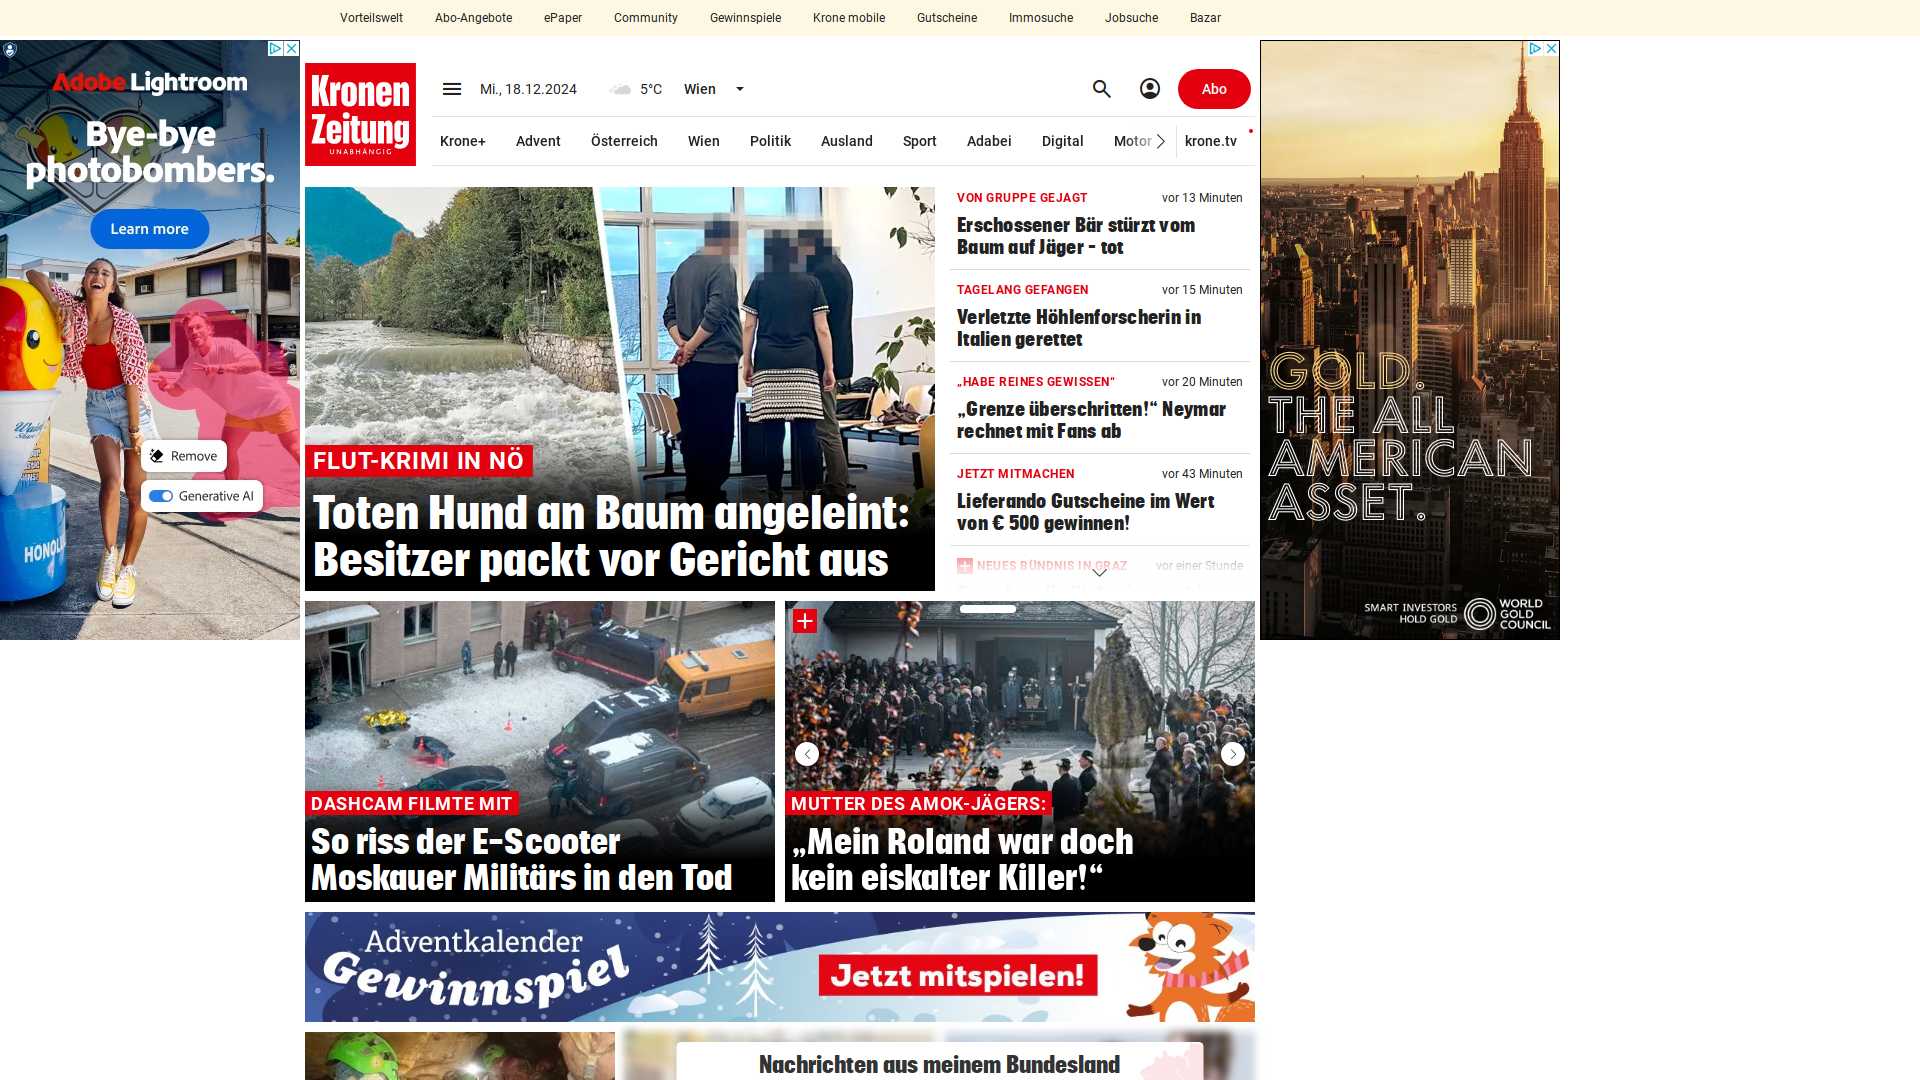 Vorteilswelt
Abo-Angebote
ePaper
Community
Gewinnspiele
Krone mobile
Gutscheine
Immosuche
Jobsuche
Bazar
Adobe Lightroom
Bye-bye
photobombers.
Learn more
Remove
Generative AI
Kronen
Zeitung
UNABHÄNGIG
Mi., 18.12.2024
5°C
Wien
Abo
Krone+
Advent
Österreich
Wien
Politik
Ausland
Sport
Adabei
Digital
Motor
krone.tv
FLUT-KRIMI IN NÖ
Toten Hund an Baum angeleint:
Besitzer packt vor Gericht aus
VON GRUPPE GEJAGT
vor 13 Minuten
Erschossener Bär stürzt vom
Baum auf Jäger – tot
TAGELANG GEFANGEN
vor 15 Minuten
Verletzte Höhlenforscherin in
Italien gerettet
„HABE REINES GEWISSEN“
vor 20 Minuten
„Grenze überschritten!“ Neymar
rechnet mit Fans ab
JETZT MITMACHEN
vor 43 Minuten
Lieferando Gutscheine im Wert
von € 500 gewinnen!
NEUES BÜNDNIS IN GRAZ
vor einer Stunde
GOLD.
THE ALL
AMERICAN
ASSET.
SMART INVESTORS
HOLD GOLD
WORLD
GOLD
COUNCIL
DASHCAM FILMTE MIT
So riss der E-Scooter
Moskauer Militärs in den Tod
MUTTER DES AMOK-JÄGERS:
„Mein Roland war doch
kein eiskalter Killer!“
Adventkalender
Gewinnspiel
Jetzt mitspielen!
Nachrichten aus meinem Bundesland